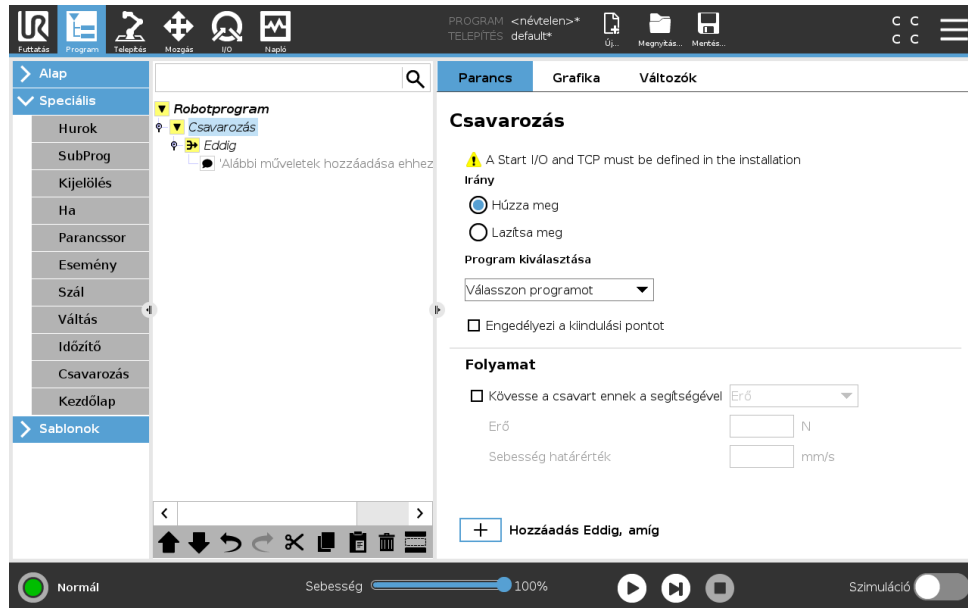 Futtatás
Program
Telepítés
Mozgás
I/O
Napló
PROGRAM <névtelen>*
TELEPÍTÉS default*
Új...
Megnyitás...
Mentés...
C C
C C
Alap
Speciális
Hurok
SubProg
Kijelölés
Ha
Parancssor
Esemény
Szál
Váltás
Időzítő
Csavarozás
Kezdőlap
Sablonok
Robotprogram
Csavarozás
Eddig
'Alábbi műveletek hozzáadása ehhez
Parancs
Grafika
Változók
Csavarozás
A Start I/O and TCP must be defined in the installation
Irány
Húzza meg
Lazítsa meg
Program kiválasztása
Válasszon programot
Engedélyezi a kiindulási pontot
Folyamat
Kövesse a csavart ennek a segítségével Erő
Erő N
Sebesség határérték mm/s
Hozzáadás Eddig, amíg
Normál
Sebesség 100%
Szimuláció